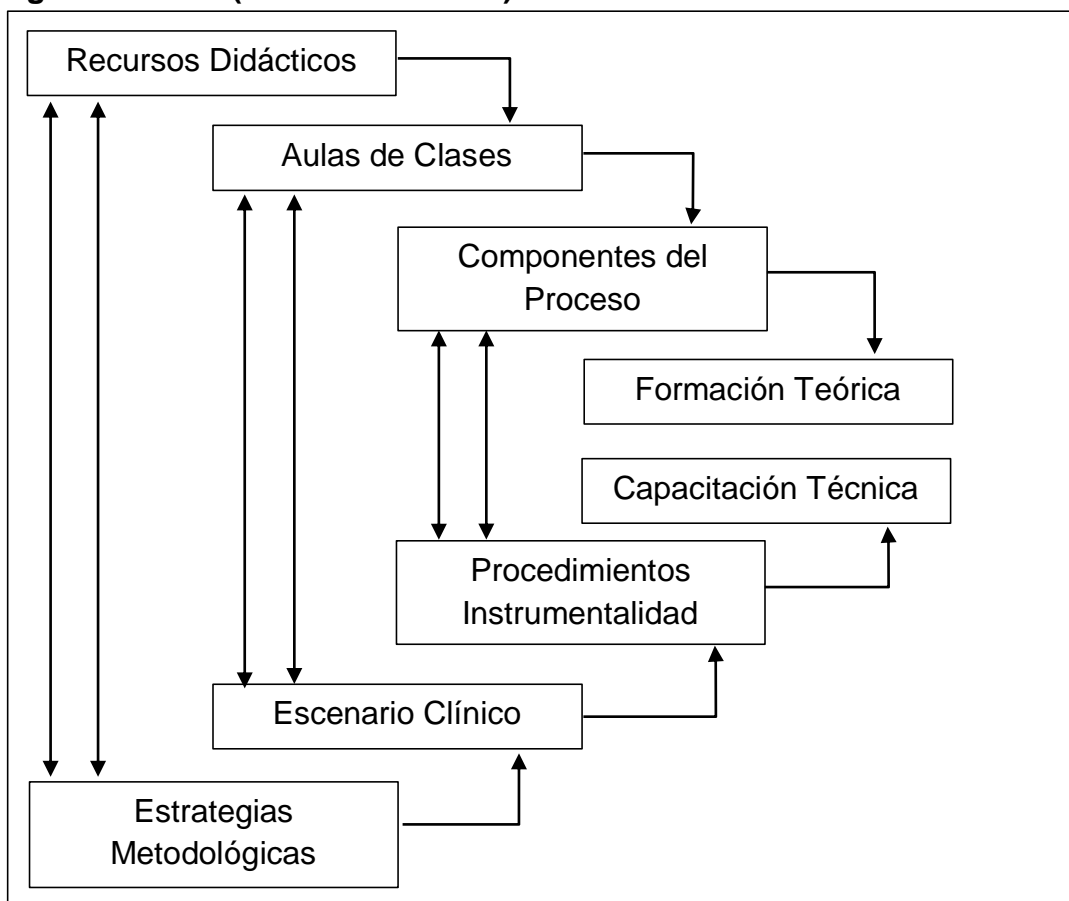 Recursos Didácticos
Aulas de Clases
Componentes del
Proceso
Formación Teórica
Capacitación Técnica
Procedimientos
Instrumentalidad
Escenario Clínico
Estrategias
Metodológicas